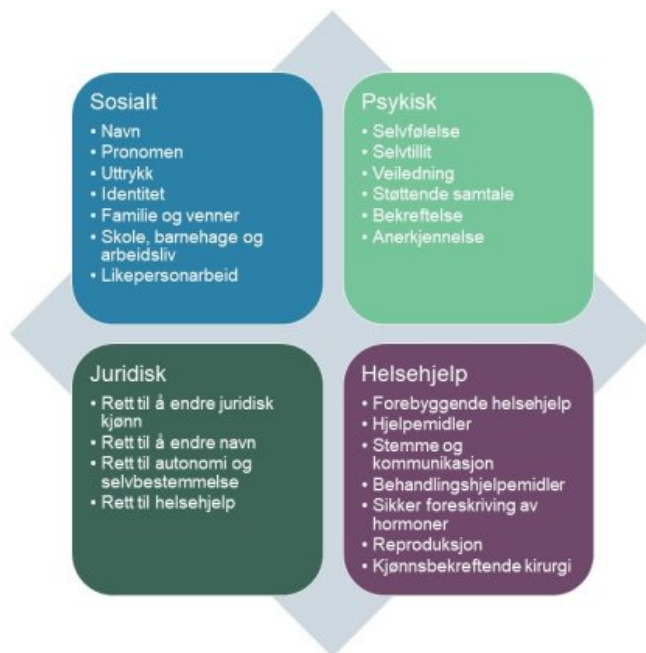 Sosialt
• Navn
• Pronomen
• Uttrykk
• Identitet
• Familie og venner
• Skole, barnehage og
arbeidsliv
• Likepersonarbeid
Psykisk
• Selvfølelse
• Selvtillit
• Veiledning
• Støttende samtale
• Bekreftelse
• Anerkjennelse
Juridisk
• Rett til å endre juridisk
kjønn
• Rett til å endre navn
• Rett til autonomi og
selvbestemmelse
• Rett til helsehjelp
Helsehjelp
• Forebyggende helsehjelp
• Hjelpemidler
• Stemme og
kommunikasjon
• Behandlingshjelpemidler
• Sikker foreskriving av
hormoner
• Reproduksjon
• Kjønnsbekreftende kirurgi